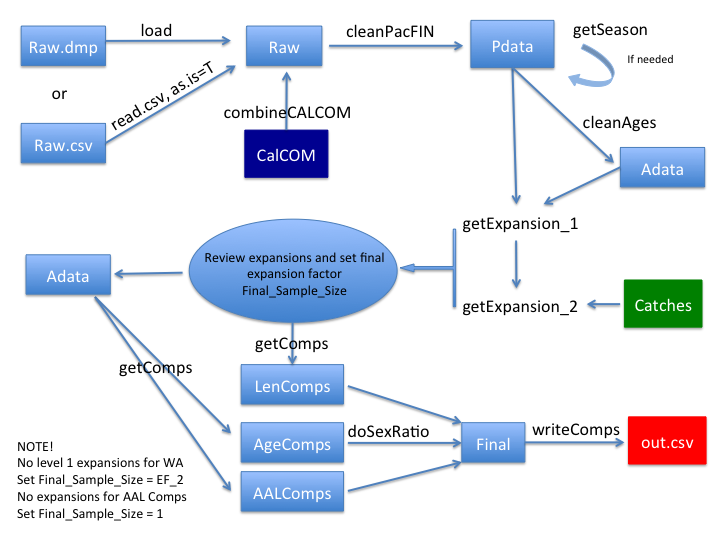 load
cleanPacFIN
getSeason
Raw.dmp
Raw
Pdata
If needed
or
read.csv, as.is=T
combineCALCOM
cleanAges
Raw.csv
CalCOM
Adata
getExpansion_1
Review expansions and set final
expansion factor
Final_Sample_Size
Adata
getExpansion_2
Catches
getComps
getComps
LenComps
doSexRatio
writeComps
AgeComps
Final
out.csv
AALComps
NOTE!
No level 1 expansions for WA
Set Final_Sample_Size = EF_2
No expansions for AAL Comps
Set Final_Sample_Size = 1